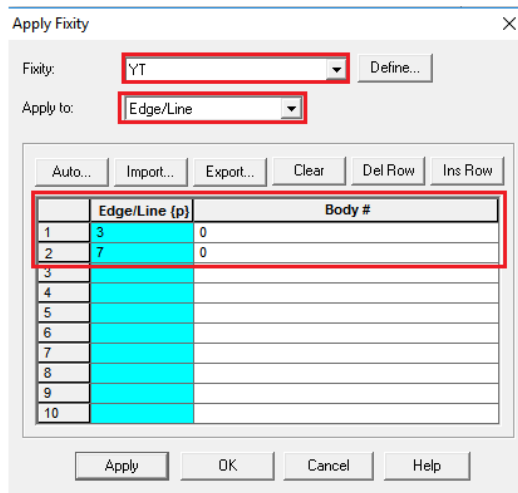 Apply Fixity
Fixity: YT Define...
Apply to: Edge/Line
Auto... Import... Export... Clear Del Row Ins Row
Edge/Line {p} Body #
1 3 0
2 7 0
3
4
5
6
7
8
9
10
Apply OK Cancel Help